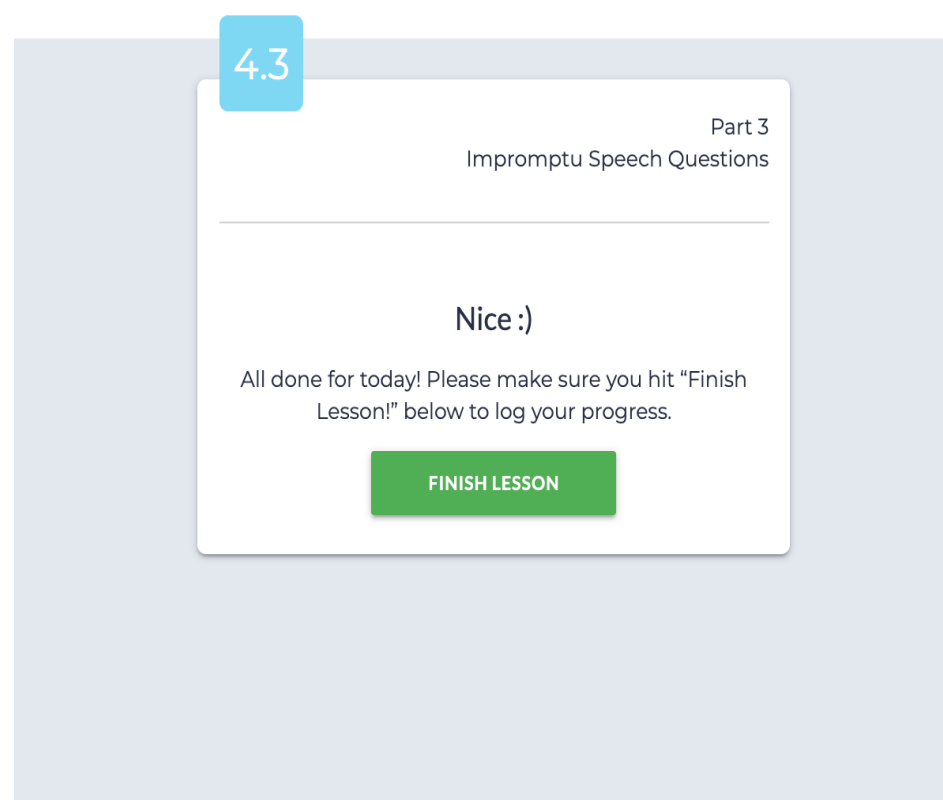 4.3
Part 3
Impromptu Speech Questions
Nice :)
All done for today! Please make sure you hit “Finish
Lesson!” below to log your progress.
FINISH LESSON